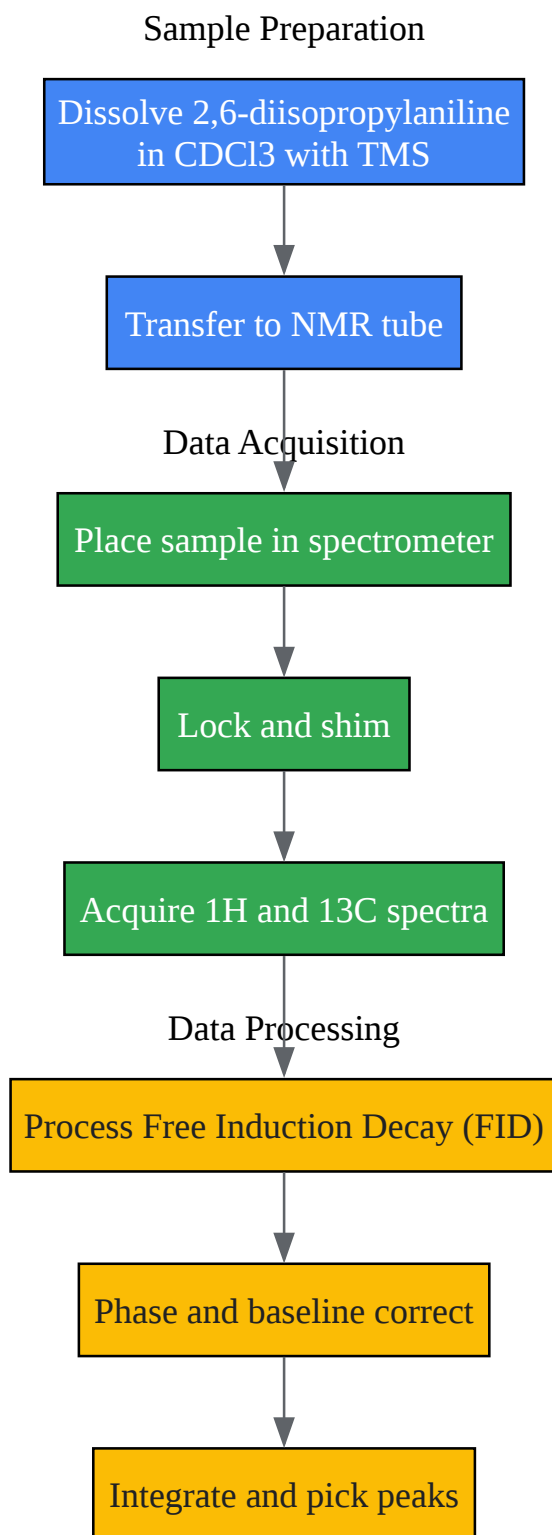 Sample Preparation
Dissolve 2,6-diisopropylaniline
in CDCl3 with TMS
Transfer to NMR tube
Data Acquisition
Place sample in spectrometer
Lock and shim
Acquire 1H and 13C spectra
Data Processing
Process Free Induction Decay (FID)
Phase and baseline correct
Integrate and pick peaks